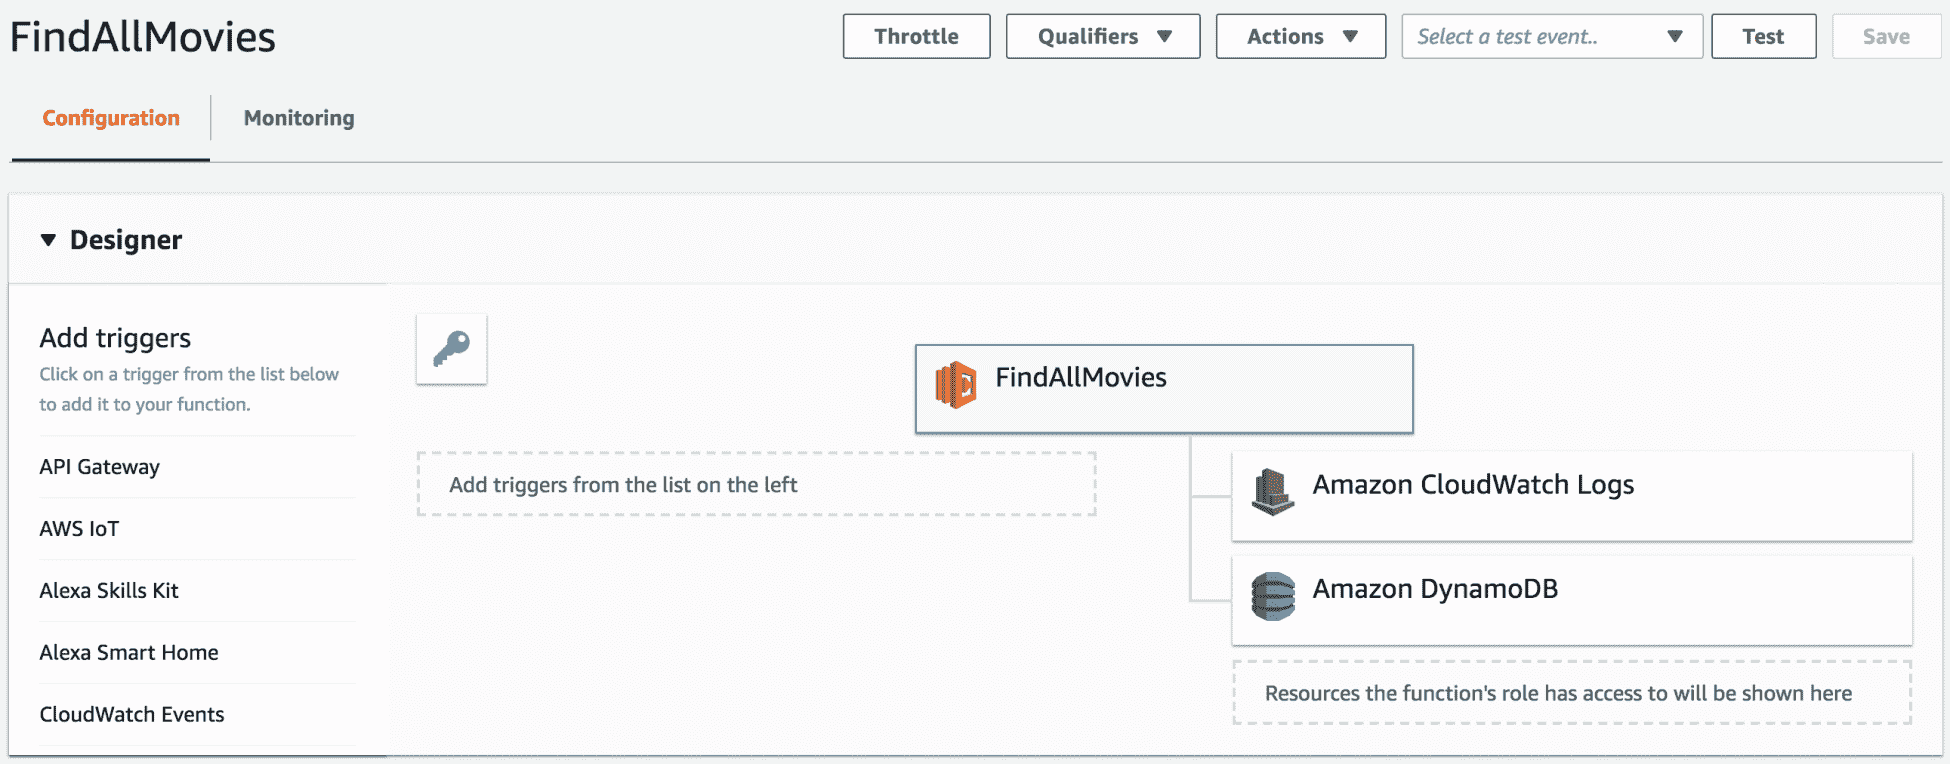 FindAllMovies
Throttle
Qualifiers
Actions
Select a test event..
Test
Save
Configuration
Monitoring
Designer
Add triggers
Click on a trigger from the list below
to add it to your function.
API Gateway
AWS IoT
Alexa Skills Kit
Alexa Smart Home
CloudWatch Events
Add triggers from the list on the left
FindAllMovies
Amazon CloudWatch Logs
Amazon DynamoDB
Resources the function's role has access to will be shown here